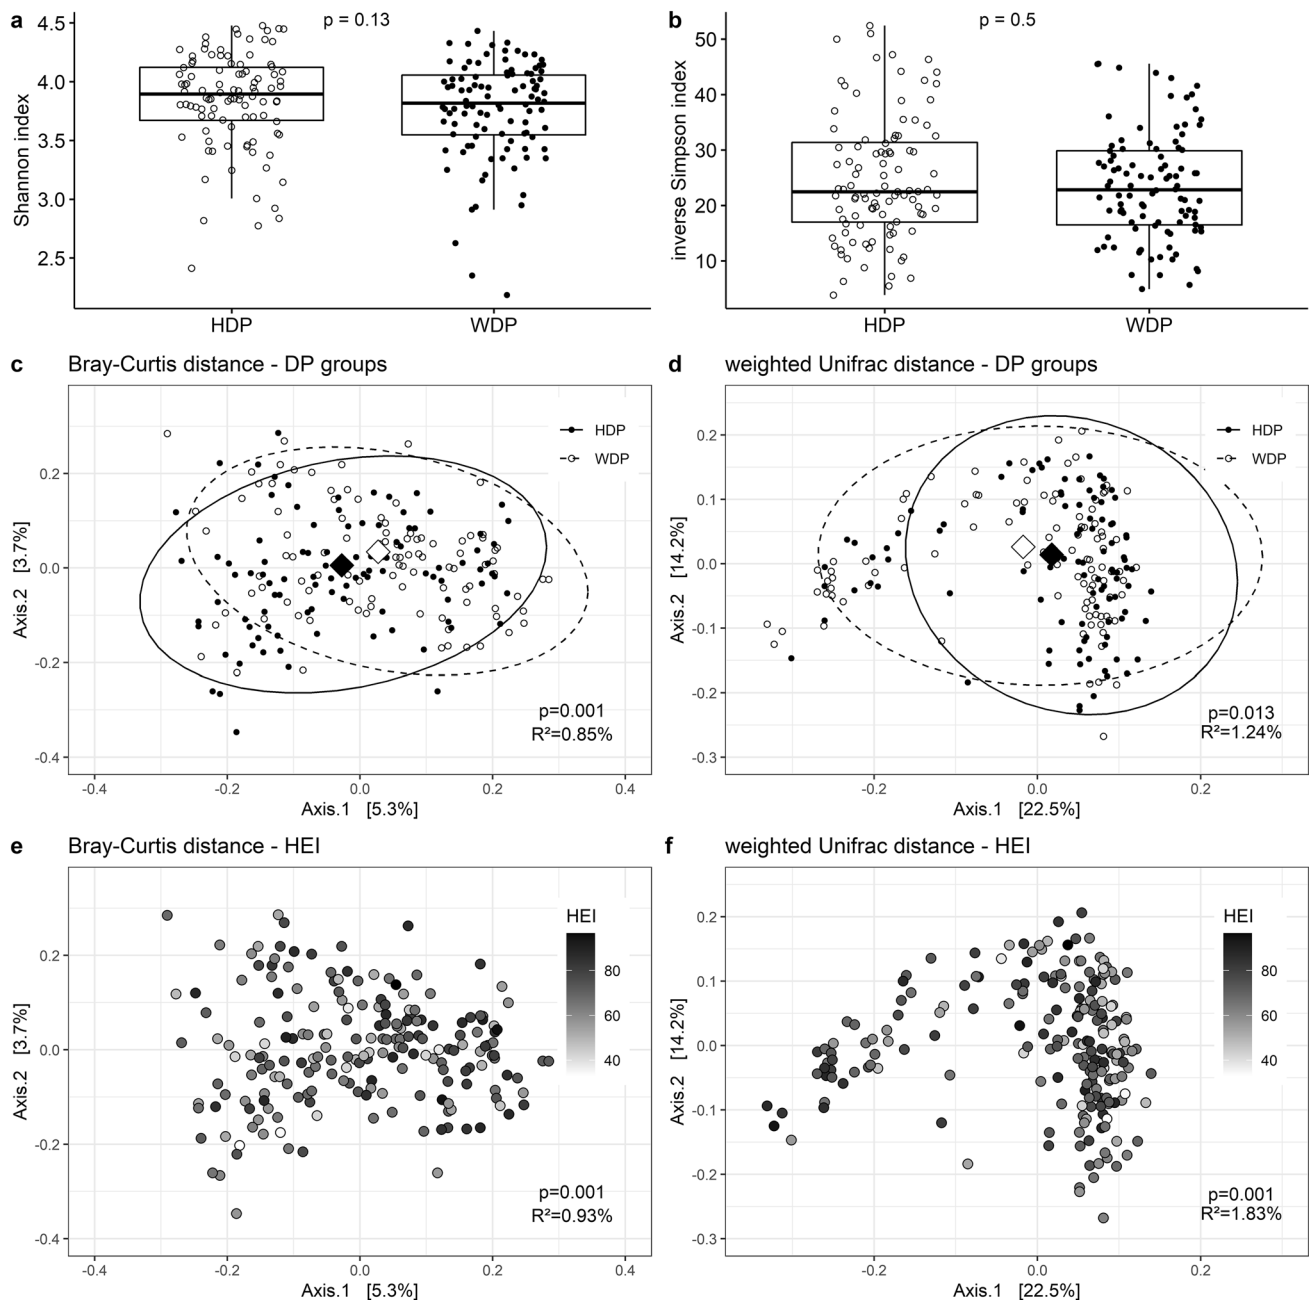 a
p = 0.13
Shannon index
4.5
4.0
3.5
3.0
2.5
HDP
WDP
b
p = 0.5
inverse Simpson index
50
40
30
20
10
HDP
WDP
c
Bray-Curtis distance - DP groups
HDP
WDP
Axis.2 [3.7%]
0.2
0.0
-0.2
-0.4
p=0.001
R²=0.85%
-0.4
-0.2
0.0
0.2
0.4
Axis.1 [5.3%]
d
weighted Unifrac distance - DP groups
HDP
WDP
Axis.2 [14.2%]
0.2
0.1
0.0
-0.1
-0.2
-0.3
p=0.013
R²=1.24%
-0.2
0.0
0.2
Axis.1 [22.5%]
e
Bray-Curtis distance - HEI
HEI
80
60
40
Axis.2 [3.7%]
0.2
0.0
-0.2
-0.4
p=0.001
R²=0.93%
-0.4
-0.2
0.0
0.2
0.4
Axis.1 [5.3%]
f
weighted Unifrac distance - HEI
HEI
80
60
40
Axis.2 [14.2%]
0.2
0.1
0.0
-0.1
-0.2
-0.3
p=0.001
R²=1.83%
-0.2
0.0
0.2
Axis.1 [22.5%]